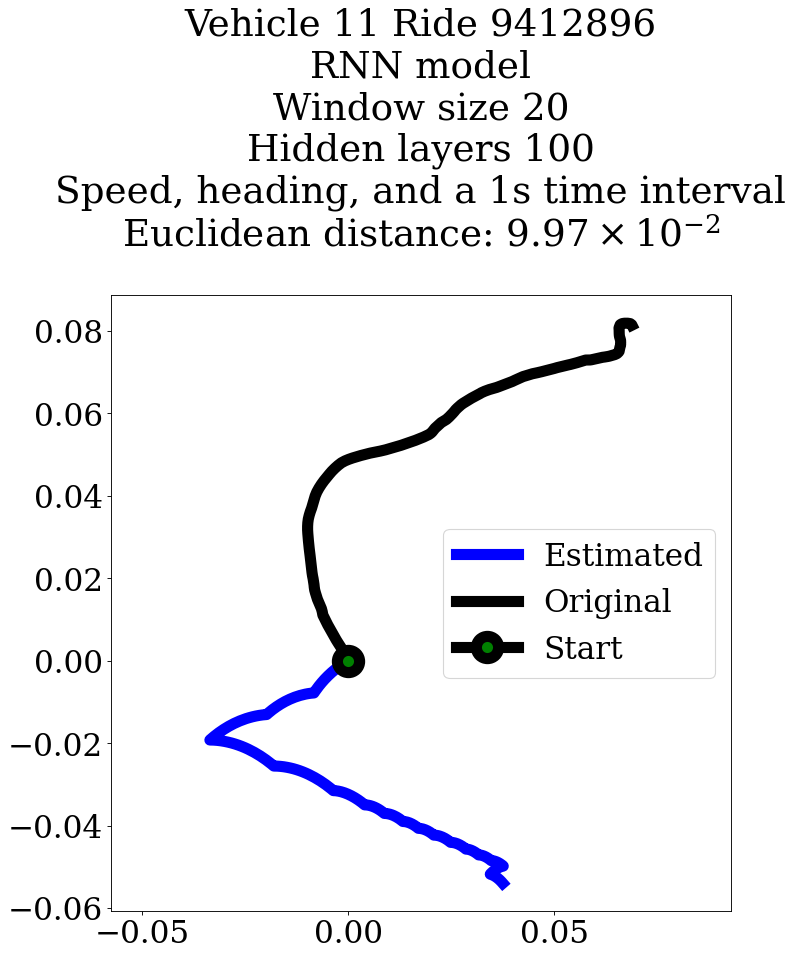 Vehicle 11 Ride 9412896
RNN model
Window size 20
Hidden layers 100
Speed, heading, and a 1s time interval
Euclidean distance: 9.97 × 10⁻²
0.08
0.06
0.04
0.02
0.00
−0.02
−0.04
−0.06
Estimated
Original
Start
−0.05
0.00
0.05